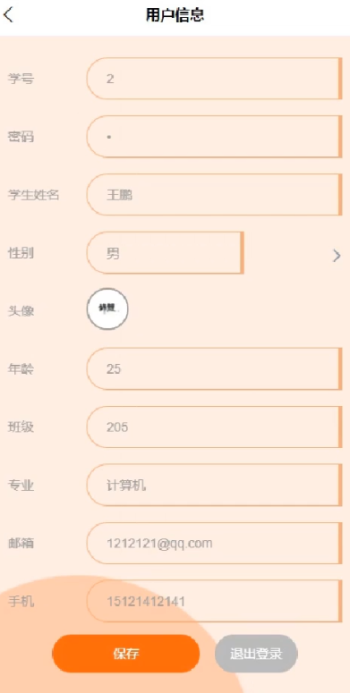 用户信息
学号 2
密码 •
学生姓名 王鹏
性别 男
头像
年龄 25
班级 205
专业 计算机
邮箱 1212121@qq.com
手机 15121412141
保存 退出登录